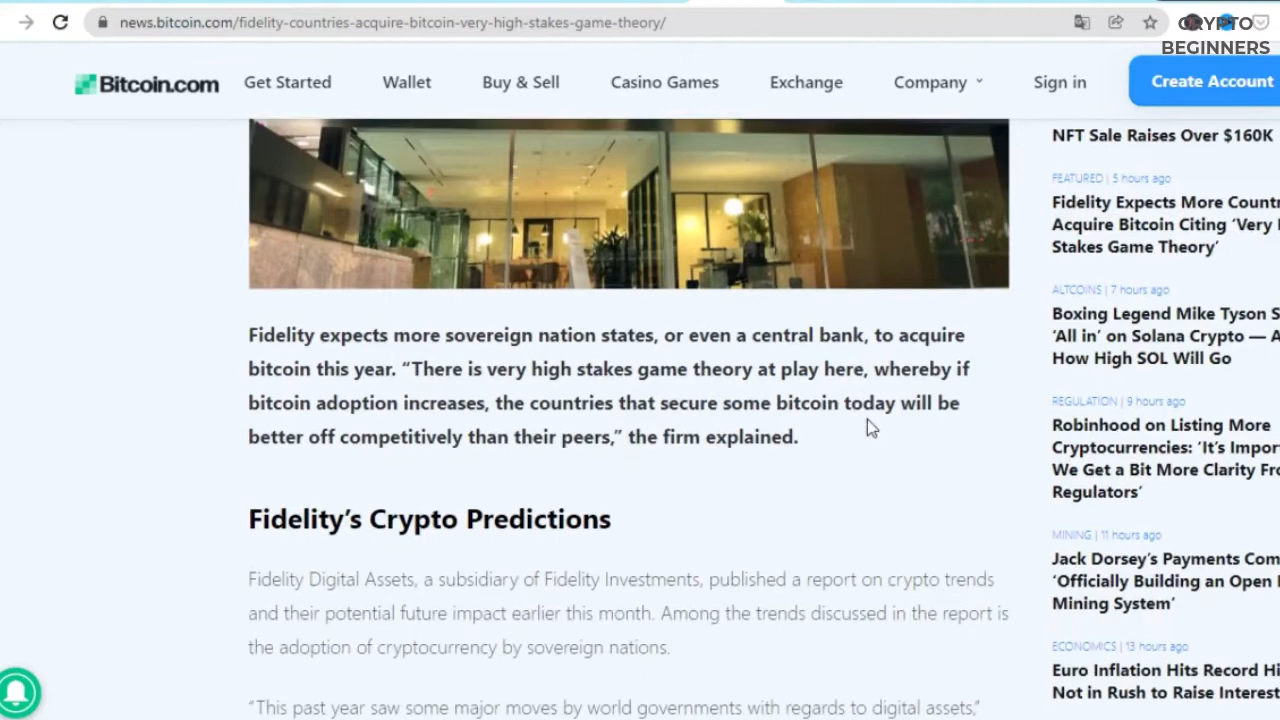 news.bitcoin.com/fidelity-countries-acquire-bitcoin-very-high-stakes-game-theory/
CRYPTO
BEGINNERS
Bitcoin.com
Get Started
Wallet
Buy & Sell
Casino Games
Exchange
Company
Sign in
Create Account
Fidelity expects more sovereign nation states, or even a central bank, to acquire
bitcoin this year. “There is very high stakes game theory at play here, whereby if
bitcoin adoption increases, the countries that secure some bitcoin today will be
better off competitively than their peers,” the firm explained.
Fidelity’s Crypto Predictions
Fidelity Digital Assets, a subsidiary of Fidelity Investments, published a report on crypto trends
and their potential future impact earlier this month. Among the trends discussed in the report is
the adoption of cryptocurrency by sovereign nations.
“This past year saw some major moves by world governments with regards to digital assets,”
NFT Sale Raises Over $160K
FEATURED | 5 hours ago
Fidelity Expects More Countr
Acquire Bitcoin Citing ‘Very
Stakes Game Theory’
ALTCOINS | 7 hours ago
Boxing Legend Mike Tyson S
‘All in’ on Solana Crypto — A
How High SOL Will Go
REGULATION | 9 hours ago
Robinhood on Listing More
Cryptocurrencies: ‘It’s Impor
We Get a Bit More Clarity Fr
Regulators’
MINING | 11 hours ago
Jack Dorsey’s Payments Com
‘Officially Building an Open
Mining System’
ECONOMICS | 13 hours ago
Euro Inflation Hits Record Hi
Not in Rush to Raise Interest